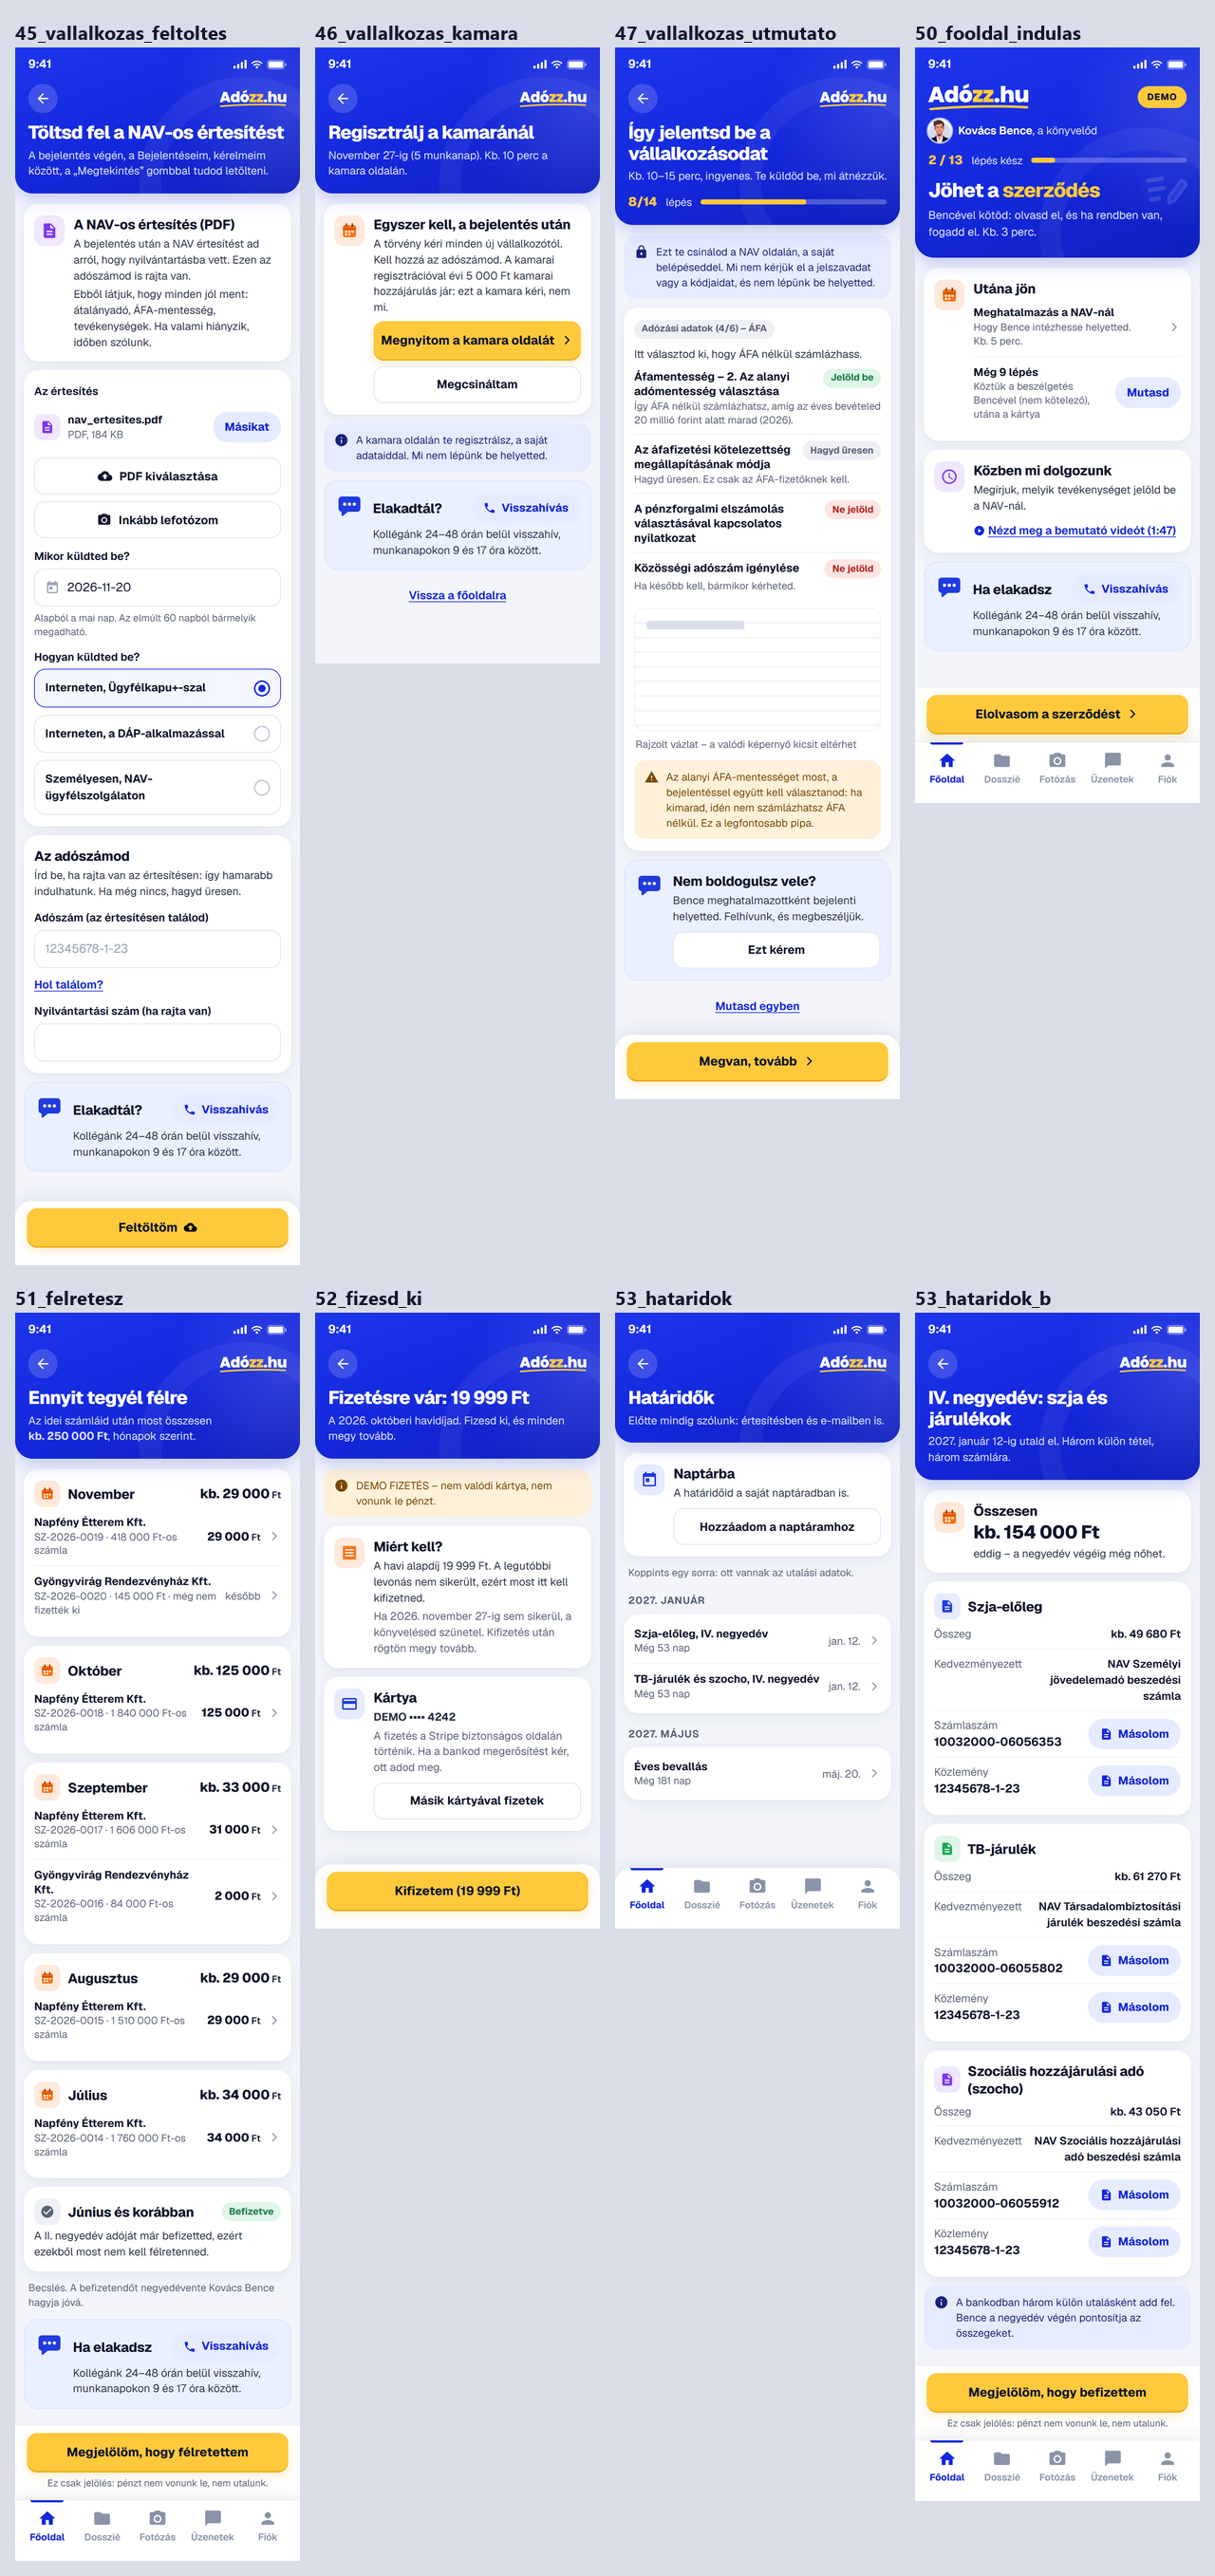 45_vallalkozas_feltoltes
9:41
Adózz.hu
Töltsd fel a NAV-os értesítést
A bejelentés végén, a Bejelentéseim, kérelmeim
között, a „Megtekintés” gombbal tudod letölteni.
A NAV-os értesítés (PDF)
A bejelentés után a NAV értesítést ad
arról, hogy nyilvántartásba vett. Ezen az
adószámod is rajta van.
Ebből látjuk, hogy minden jól ment:
átalányadó, ÁFA-mentesség,
tevékenységek. Ha valami hiányzik,
időben szólunk.
Az értesítés
nav_ertesites.pdf
PDF, 184 KB
Másikat
PDF kiválasztása
Inkább lefotózom
Mikor küldted be?
2026-11-20
Alapból a mai nap. Az elmúlt 60 napból bármelyik
megadható.
Hogyan küldted be?
Interneten, Ügyfélkapu+-szal
Interneten, a DÁP-alkalmazással
Személyesen, NAV-
ügyfélszolgálaton
Az adószámod
Írd be, ha rajta van az értesítésen: így hamarabb
indulhatunk. Ha még nincs, hagyd üresen.
Adószám (az értesítésen találod)
12345678-1-23
Hol találom?
Nyilvántartási szám (ha rajta van)
Elakadtál?
Visszahívás
Kollégánk 24–48 órán belül visszahív,
munkanapokon 9 és 17 óra között.
Feltöltöm
46_vallalkozas_kamara
9:41
Adózz.hu
Regisztrálj a kamaránál
November 27-ig (5 munkanap). Kb. 10 perc a
kamara oldalán.
Egyszer kell, a bejelentés után
A törvény kéri minden új vállalkozótól.
Kell hozzá az adószámod. A kamarai
regisztrációval évi 5 000 Ft kamarai
hozzájárulás jár: ezt a kamara kéri, nem
mi.
Megnyitom a kamara oldalát
Megcsináltam
A kamara oldalán te regisztrálsz, a saját
adataiddal. Mi nem lépünk be helyetted.
Elakadtál?
Visszahívás
Kollégánk 24–48 órán belül visszahív,
munkanapokon 9 és 17 óra között.
Vissza a főoldalra
47_vallalkozas_utmutato
9:41
Adózz.hu
Így jelentsd be a
vállalkozásodat
Kb. 10–15 perc, ingyenes. Te küldöd be, mi átnézzük.
8/14 lépés
Ezt te csinálod a NAV oldalán, a saját
belépéseddel. Mi nem kérjük el a jelszavadat
vagy a kódjaidat, és nem lépünk be helyetted.
Adózási adatok (4/6) – ÁFA
Itt választod ki, hogy ÁFA nélkül számlázhass.
Áfamentesség – 2. Az alanyi
adómentesség választása
Jelöld be
Így ÁFA nélkül számlázhatsz, amíg az éves bevételed
20 millió forint alatt marad (2026).
Az áfafizetési kötelezettség
megállapításának módja
Hagyd üresen
Hagyd üresen. Ez csak az ÁFA-fizetőknek kell.
A pénzforgalmi elszámolás
választásával kapcsolatos
nyilatkozat
Ne jelöld
Közösségi adószám igénylése
Ne jelöld
Ha később kell, bármikor kérheted.
Rajzolt vázlat – a valódi képernyő kicsit eltérhet
Az alanyi ÁFA-mentességet most, a
bejelentéssel együtt kell választanod: ha
kimarad, idén nem számlázhatsz ÁFA
nélkül. Ez a legfontosabb pipa.
Nem boldogulsz vele?
Bence meghatalmazottként bejelenti
helyetted. Felhívunk, és megbeszéljük.
Ezt kérem
Mutasd egyben
Megvan, tovább
50_fooldal_indulas
9:41
Adózz.hu
DEMO
Kovács Bence, a könyvelőd
2 / 13 lépés kész
Jöhet a szerződés
Bencével kötöd: olvasd el, és ha rendben van,
fogadd el. Kb. 3 perc.
Utána jön
Meghatalmazás a NAV-nál
Hogy Bence intézhesse helyetted.
Kb. 5 perc.
Még 9 lépés
Köztük a beszélgetés
Bencével (nem kötelező),
utána a kártya
Mutasd
Közben mi dolgozunk
Megírjuk, melyik tevékenységet jelöld be
a NAV-nál.
Nézd meg a bemutató videót (1:47)
Ha elakadsz
Visszahívás
Kollégánk 24–48 órán belül visszahív,
munkanapokon 9 és 17 óra között.
Elolvasom a szerződést
Főoldal
Dosszié
Fotózás
Üzenetek
Fiók
51_felretesz
9:41
Adózz.hu
Ennyit tegyél félre
Az idei számláid után most összesen
kb. 250 000 Ft, hónapok szerint.
November
kb. 29 000 Ft
Napfény Étterem Kft.
SZ-2026-0019 · 418 000 Ft-os
számla
29 000 Ft
Gyöngyvirág Rendezvényház Kft.
SZ-2026-0020 · 145 000 Ft · még nem
fizették ki
később
Október
kb. 125 000 Ft
Napfény Étterem Kft.
SZ-2026-0018 · 1 840 000 Ft-os
számla
125 000 Ft
Szeptember
kb. 33 000 Ft
Napfény Étterem Kft.
SZ-2026-0017 · 1 606 000 Ft-os
számla
31 000 Ft
Gyöngyvirág Rendezvényház
Kft.
SZ-2026-0016 · 84 000 Ft-os
számla
2 000 Ft
Augusztus
kb. 29 000 Ft
Napfény Étterem Kft.
SZ-2026-0015 · 1 510 000 Ft-os
számla
29 000 Ft
Július
kb. 34 000 Ft
Napfény Étterem Kft.
SZ-2026-0014 · 1 760 000 Ft-os
számla
34 000 Ft
Június és korábban
Befizetve
A II. negyedév adóját már befizetted, ezért
ezekből most nem kell félretenned.
Becslés. A befizetendőt negyedévente Kovács Bence
hagyja jóvá.
Ha elakadsz
Visszahívás
Kollégánk 24–48 órán belül visszahív,
munkanapokon 9 és 17 óra között.
Megjelölöm, hogy félretettem
Ez csak jelölés: pénzt nem vonunk le, nem utalunk.
Főoldal
Dosszié
Fotózás
Üzenetek
Fiók
52_fizesd_ki
9:41
Adózz.hu
Fizetésre vár: 19 999 Ft
A 2026. októberi havidíjad. Fizesd ki, és minden
megy tovább.
DEMO FIZETÉS – nem valódi kártya, nem
vonunk le pénzt.
Miért kell?
A havi alapdíj 19 999 Ft. A legutóbbi
levonás nem sikerült, ezért most itt kell
kifizetned.
Ha 2026. november 27-ig sem sikerül, a
könyvelésed szünetel. Kifizetés után
rögtön megy tovább.
Kártya
DEMO •••• 4242
A fizetés a Stripe biztonságos oldalán
történik. Ha a bankod megerősítést kér,
ott adod meg.
Másik kártyával fizetek
Kifizetem (19 999 Ft)
53_hataridok
9:41
Adózz.hu
Határidők
Előtte mindig szólunk: értesítésben és e-mailben is.
Naptárba
A határidőid a saját naptáradban is.
Hozzáadom a naptáramhoz
Koppints egy sorra: ott vannak az utalási adatok.
2027. JANUÁR
Szja-előleg, IV. negyedév
Még 53 nap
jan. 12.
TB-járulék és szocho, IV. negyedév
Még 53 nap
jan. 12.
2027. MÁJUS
Éves bevallás
Még 181 nap
máj. 20.
Főoldal
Dosszié
Fotózás
Üzenetek
Fiók
53_hataridok_b
9:41
Adózz.hu
IV. negyedév: szja és
járulékok
2027. január 12-ig utald el. Három külön tétel,
három számlára.
Összesen
kb. 154 000 Ft
eddig – a negyedév végéig még nőhet.
Szja-előleg
Összeg
kb. 49 680 Ft
Kedvezményezett
NAV Személyi
jövedelemadó beszedési
számla
Számlaszám
10032000-06056353
Másolom
Közlemény
12345678-1-23
Másolom
TB-járulék
Összeg
kb. 61 270 Ft
Kedvezményezett
NAV Társadalombiztosítási
járulék beszedési számla
Számlaszám
10032000-06055802
Másolom
Közlemény
12345678-1-23
Másolom
Szociális hozzájárulási adó
(szocho)
Összeg
kb. 43 050 Ft
Kedvezményezett
NAV Szociális hozzájárulási
adó beszedési számla
Számlaszám
10032000-06055912
Másolom
Közlemény
12345678-1-23
Másolom
A bankodban három külön utalásként add fel.
Bence a negyedév végén pontosítja az
összegeket.
Megjelölöm, hogy befizettem
Ez csak jelölés: pénzt nem vonunk le, nem utalunk.
Főoldal
Dosszié
Fotózás
Üzenetek
Fiók